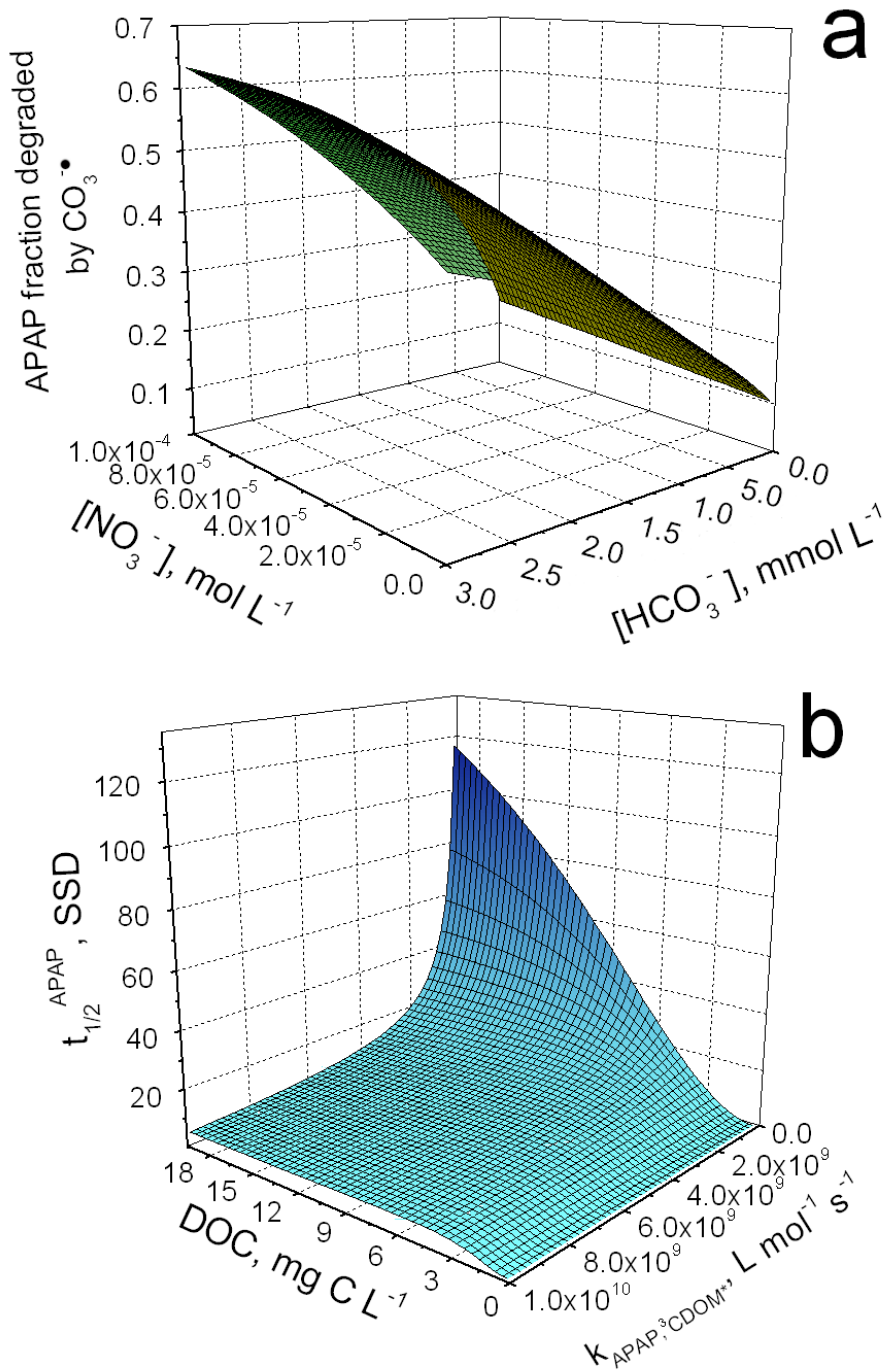 a
APAP fraction degraded
by CO₃⁻•
0.7
0.6
0.5
0.4
0.3
0.2
0.1
1.0x10⁻⁴
8.0x10⁻⁵
6.0x10⁻⁵
4.0x10⁻⁵
2.0x10⁻⁵
0.0
[NO₃⁻], mol L⁻¹
3.0
2.5
2.0
1.5
1.0
5.0
0.0
[HCO₃⁻], mmol L⁻¹
b
t₁/₂ᴬᴾᴬᴾ, SSD
120
100
80
60
40
20
18
15
12
9
6
3
0
DOC, mg C L⁻¹
1.0x10¹⁰
8.0x10⁹
6.0x10⁹
4.0x10⁹
2.0x10⁹
0.0
k APAP,³CDOM*, L mol⁻¹ s⁻¹